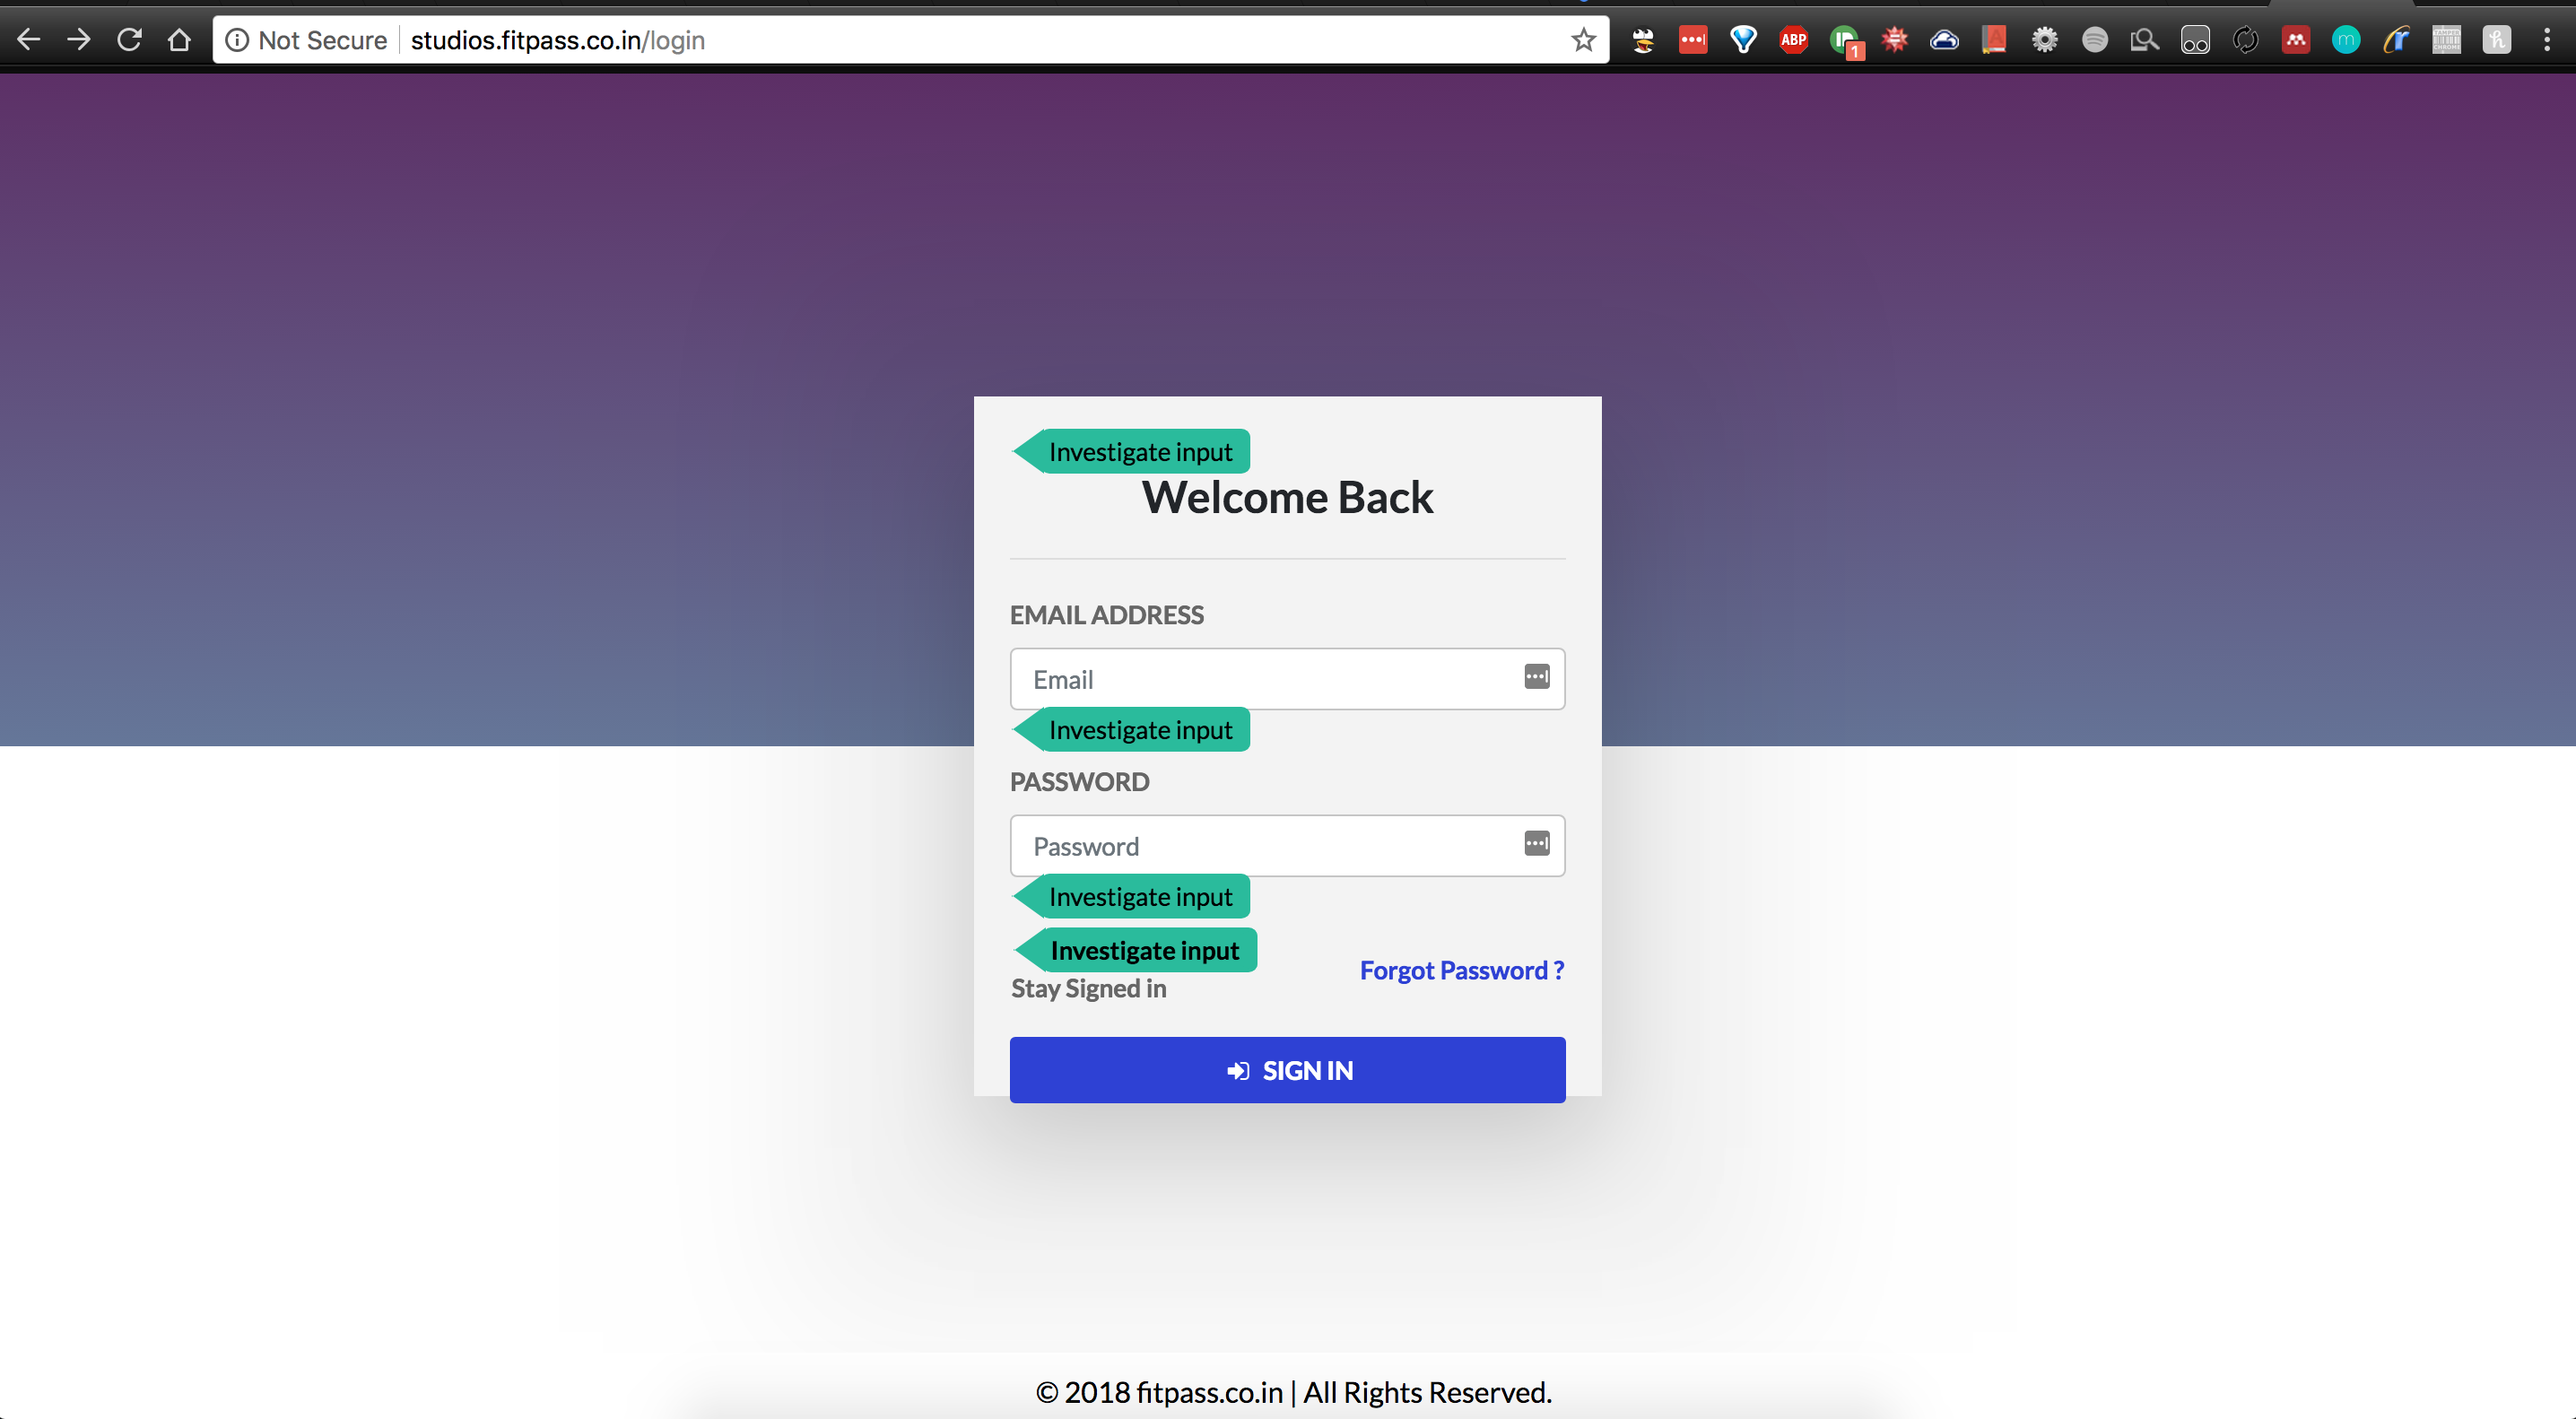 Not Secure studios.fitpass.co.in/login
ABP
1
Investigate input
Welcome Back
EMAIL ADDRESS
Email
Investigate input
PASSWORD
Password
Investigate input
Investigate input
Forgot Password ?
Stay Signed in
SIGN IN
© 2018 fitpass.co.in | All Rights Reserved.